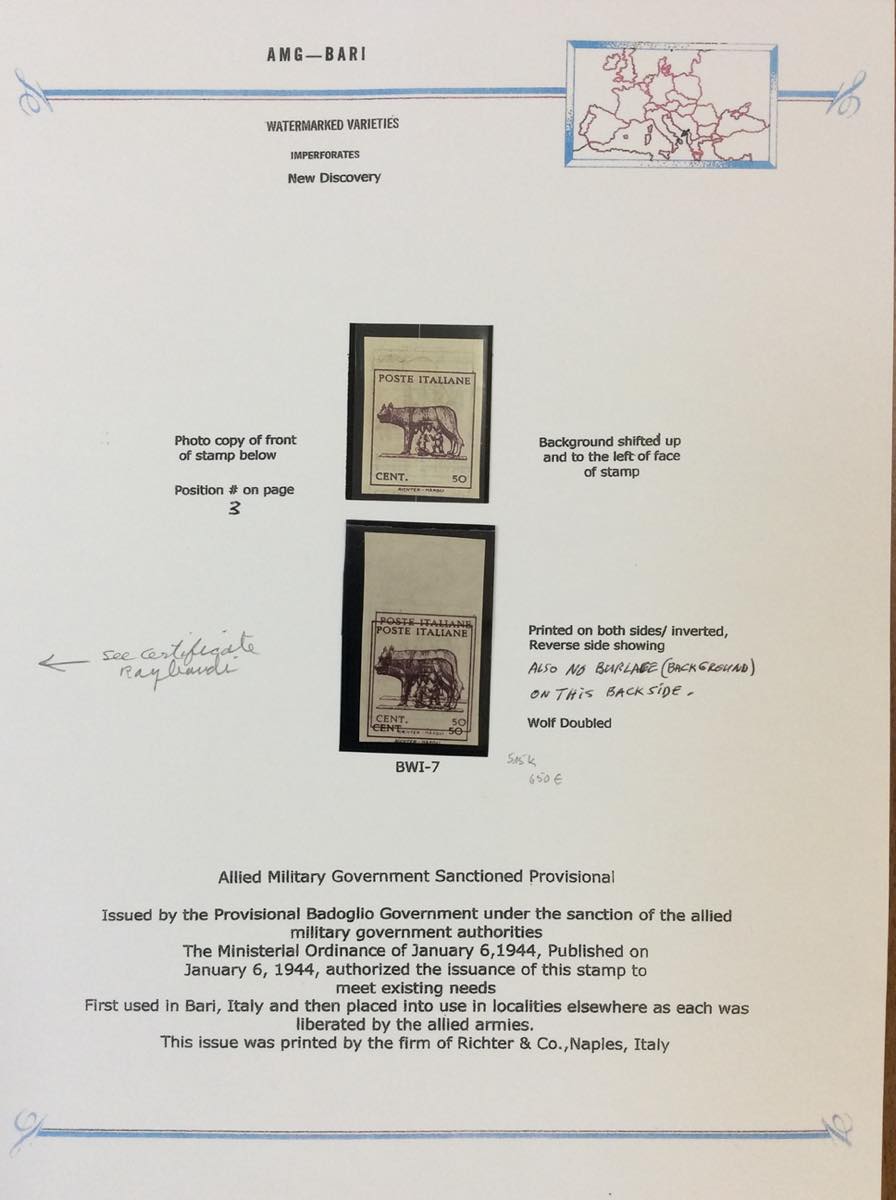 AMG—BARI
WATERMARKED VARIETIES
IMPERFORATES
New Discovery
POSTE ITALIANE
CENT. 50
RICHTER - NAPOLI
Photo copy of front
of stamp below
Position # on page
3
Background shifted up
and to the left of face
of stamp
POSTE ITALIANE
POSTE ITALIANE
CENT. 50
CENT. 50
see certificate
Raybaudi
Printed on both sides/ inverted,
Reverse side showing
ALSO NO BURLAGE (BACKGROUND)
ON THIS BACKSIDE.
Wolf Doubled
BWI-7
650 €
Allied Military Government Sanctioned Provisional
Issued by the Provisional Badoglio Government under the sanction of the allied
military government authorities
The Ministerial Ordinance of January 6,1944, Published on
January 6, 1944, authorized the issuance of this stamp to
meet existing needs
First used in Bari, Italy and then placed into use in localities elsewhere as each was
liberated by the allied armies.
This issue was printed by the firm of Richter & Co.,Naples, Italy